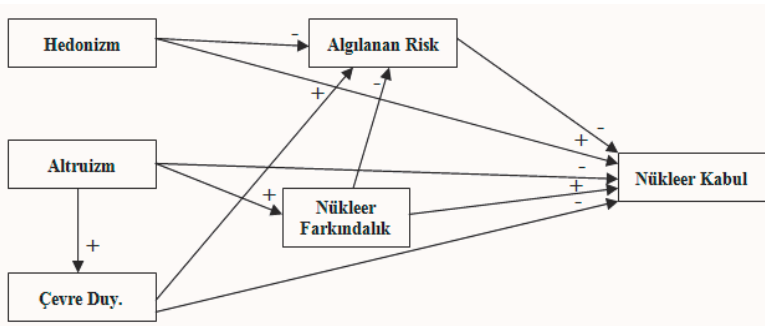 Hedonizm
-
Algılanan Risk
+
-
-
+
Altruizm
-
Nükleer Kabul
+
+
-
Nükleer
Farkındalık
+
Çevre Duy.